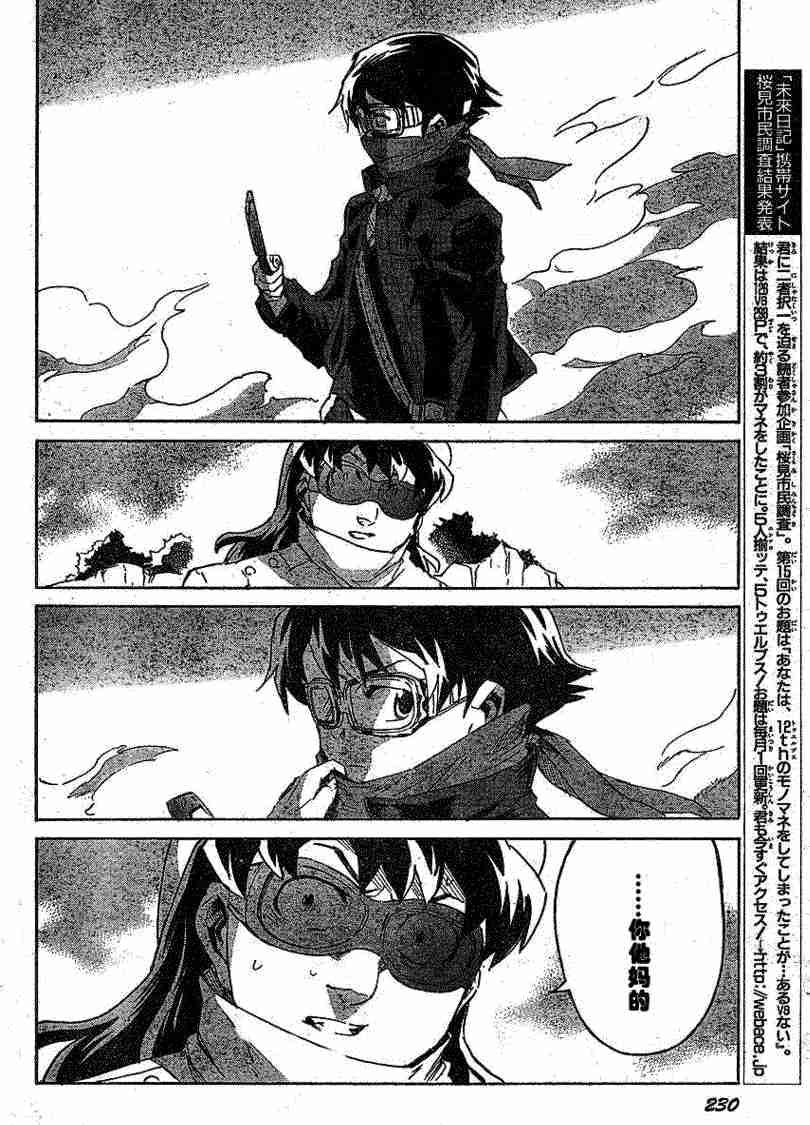 「未来日記」携帯サイト
桜見市民調査結果発表
君に二者択一を迫る読者参加企画『桜見市民調査』。第15回のお題は『あなたは、12thのモノマネをしてしまったことが…あるvsない』。
結果は128vs298Pで、約3割がマネをしたことに。5人揃ッテ、5トゥエルブス!お題は毎月1回更新。君も今すぐアクセス!→http://webace.jp
……你他妈的
230